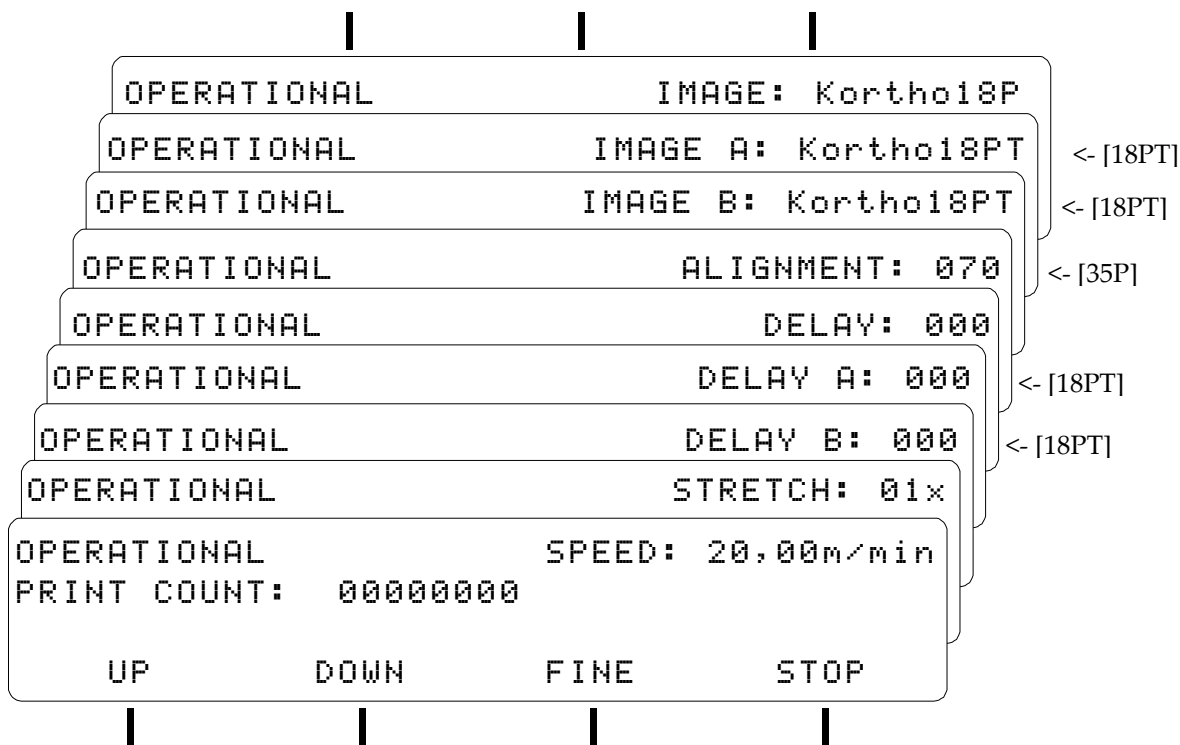 OPERATIONAL IMAGE: Kortho18P
OPERATIONAL IMAGE A: Kortho18PT <- [18PT]
OPERATIONAL IMAGE B: Kortho18PT <- [18PT]
OPERATIONAL ALIGNMENT: 070 <- [35P]
OPERATIONAL DELAY: 000
OPERATIONAL DELAY A: 000 <- [18PT]
OPERATIONAL DELAY B: 000 <- [18PT]
OPERATIONAL STRETCH: 01x
OPERATIONAL SPEED: 20,00m/min
PRINT COUNT: 00000000
UP DOWN FINE STOP